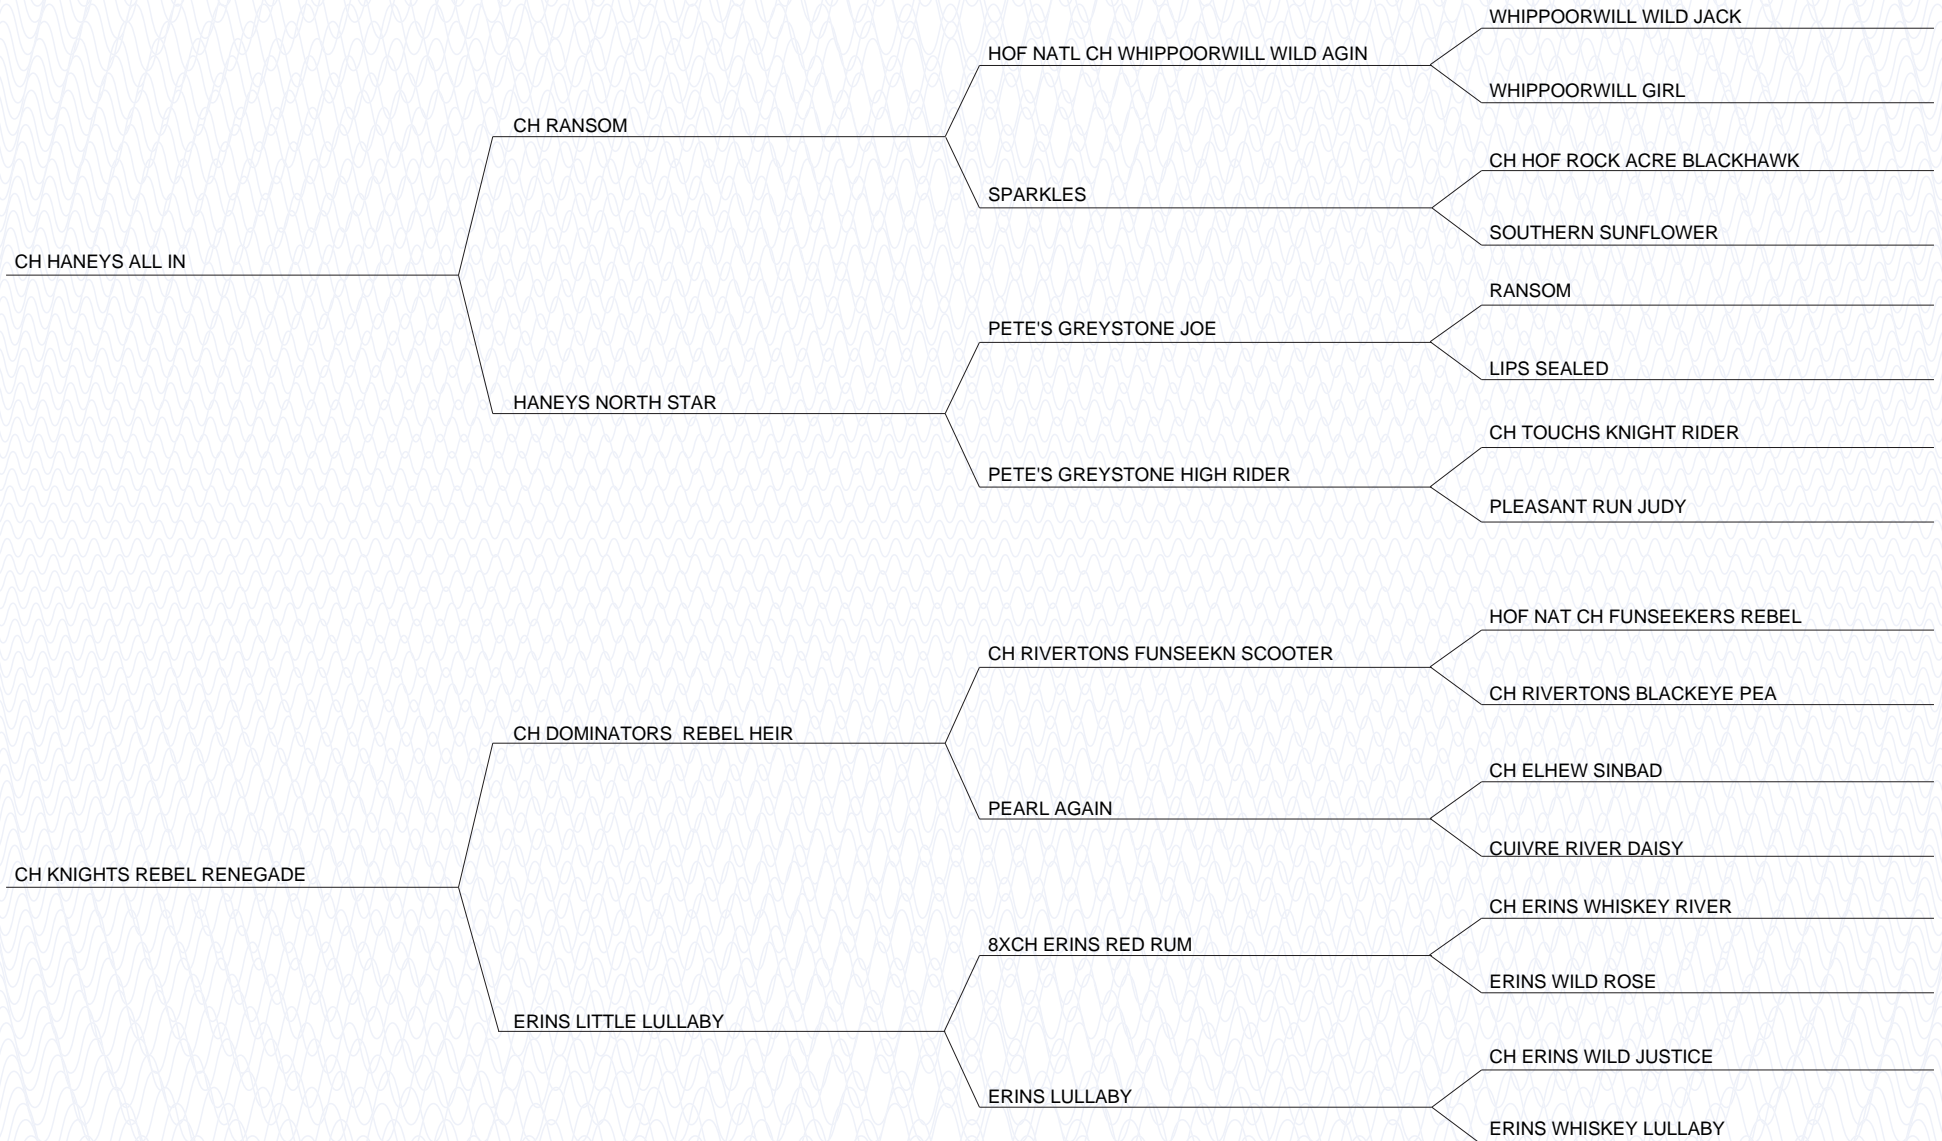 WHIPPOORWILL WILD JACK
HOF NATL CH WHIPPOORWILL WILD AGIN
WHIPPOORWILL GIRL
CH RANSOM
CH HOF ROCK ACRE BLACKHAWK
SPARKLES
SOUTHERN SUNFLOWER
CH HANEYS ALL IN
RANSOM
PETE'S GREYSTONE JOE
LIPS SEALED
HANEYS NORTH STAR
CH TOUCHS KNIGHT RIDER
PETE'S GREYSTONE HIGH RIDER
PLEASANT RUN JUDY
HOF NAT CH FUNSEEKERS REBEL
CH RIVERTONS FUNSEEKN SCOOTER
CH RIVERTONS BLACKEYE PEA
CH DOMINATORS  REBEL HEIR
CH ELHEW SINBAD
PEARL AGAIN
CUIVRE RIVER DAISY
CH KNIGHTS REBEL RENEGADE
CH ERINS WHISKEY RIVER
8XCH ERINS RED RUM
ERINS WILD ROSE
ERINS LITTLE LULLABY
CH ERINS WILD JUSTICE
ERINS LULLABY
ERINS WHISKEY LULLABY